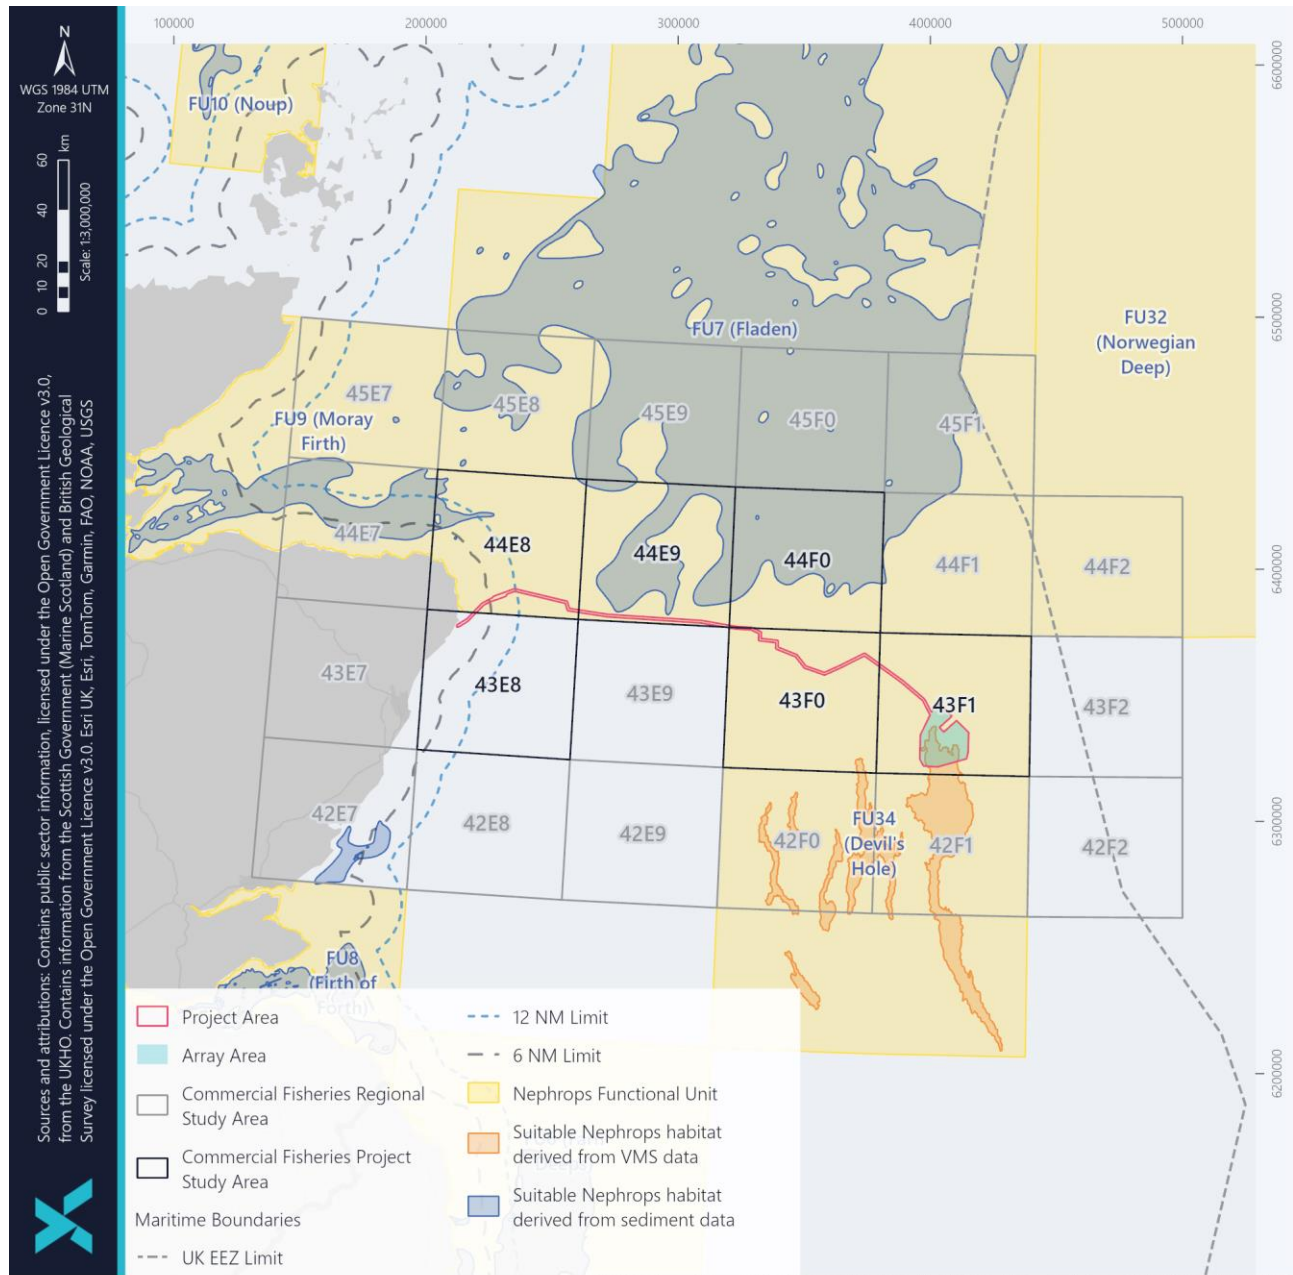 100000
200000
300000
400000
500000
N
WGS 1984 UTM
Zone 31N
0 10 20 40 60 km
Scale: 1:3,000,000
Sources and attributions: Contains public sector information, licensed under the Open Government Licence v3.0,
from the UKHO. Contains information from the Scottish Government (Marine Scotland) and British Geological
Survey licensed under the Open Government Licence v3.0. Esri UK, Esri, TomTom, Garmin, FAO, NOAA, USGS
6600000
6500000
6400000
6300000
6200000
FU10 (Noup)
FU7 (Fladen)
FU32
(Norwegian
Deep)
45E7
45E8
45E9
45F0
45F1
FU9 (Moray
Firth)
44E7
44E8
44E9
44F0
44F1
44F2
43E7
43E8
43E9
43F0
43F1
43F2
42E7
42E8
42E9
42F0
FU34
(Devil's
Hole)
42F1
42F2
FU8
(Firth of
Forth)
Project Area
Array Area
Commercial Fisheries Regional
Study Area
Commercial Fisheries Project
Study Area
Maritime Boundaries
UK EEZ Limit
12 NM Limit
6 NM Limit
Nephrops Functional Unit
Suitable Nephrops habitat
derived from VMS data
Suitable Nephrops habitat
derived from sediment data